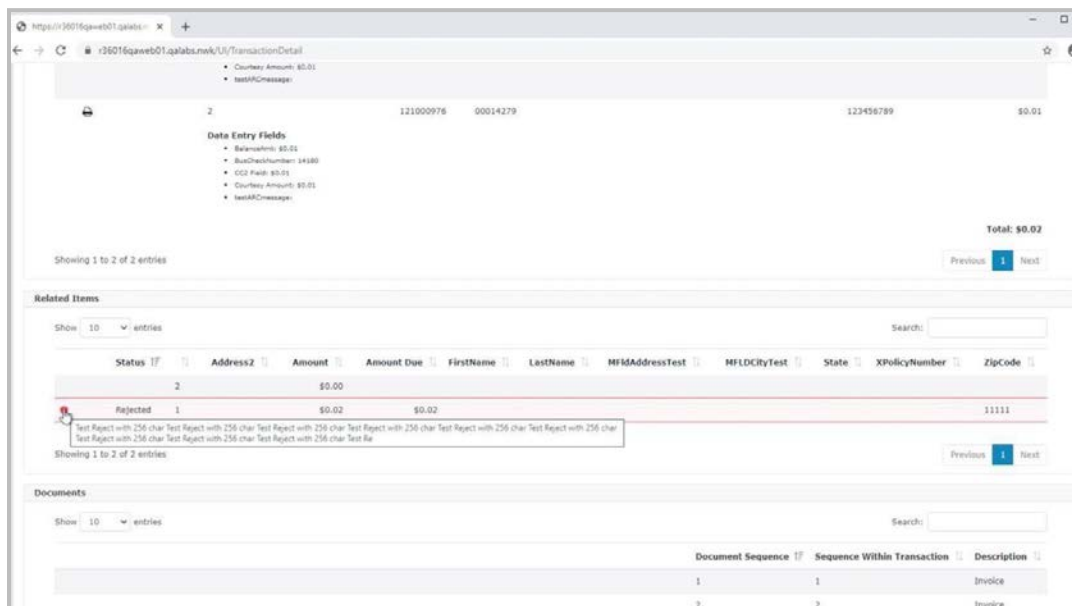 https://r36016qaweb01.qalabs.n
r36016qaweb01.qalabs.nwk/UI/TransactionDetail
Courtesy Amount: $0.01
testARCmessage:
2 121000976 00014279 123456789 $0.01
Data Entry Fields
BalanceAmt: $0.01
BusCheckNumber: 14180
CC2 Field: $0.01
Courtesy Amount: $0.01
testARCmessage:
Total: $0.02
Showing 1 to 2 of 2 entries
Previous 1 Next
Related Items
Show 10 entries Search:
Status Address2 Amount Amount Due FirstName LastName MFldAddressTest MFLDCityTest State XPolicyNumber ZipCode
2 $0.00
Rejected 1 $0.02 $0.02 11111
Test Reject with 256 char Test Reject with 256 char Test Reject with 256 char Test Reject with 256 char Test Reject with 256 char Test Reject with 256 char
Test Reject with 256 char Test Reject with 256 char Test Reject with 256 char Test Re
Showing 1 to 2 of 2 entries
Previous 1 Next
Documents
Show 10 entries Search:
Document Sequence Sequence Within Transaction Description
1 1 Invoice
2 2 Invoice